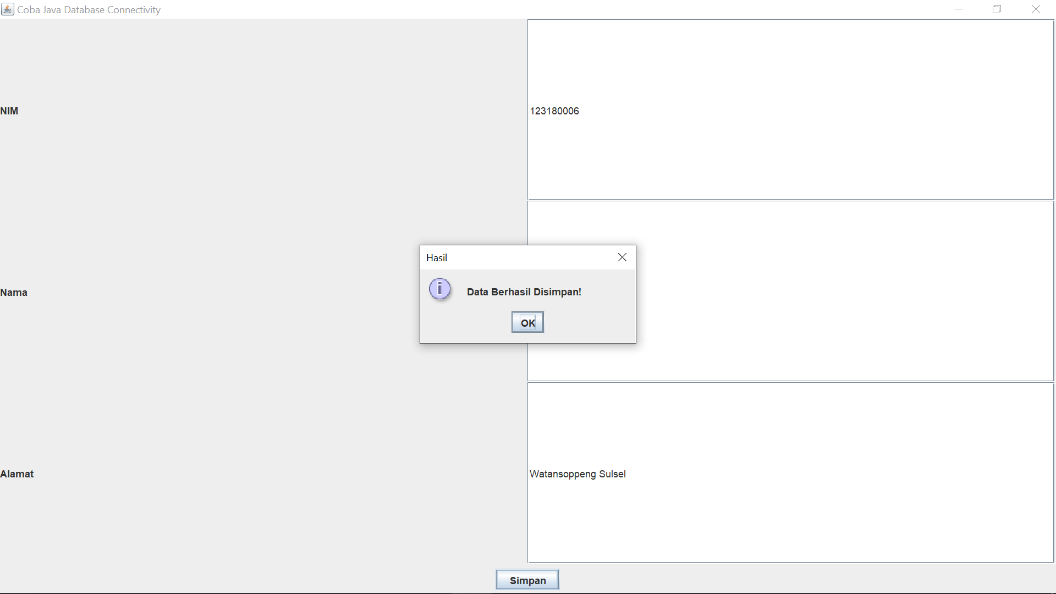 Coba Java Database Connectivity
NIM
123180006
Hasil
Data Berhasil Disimpan!
OK
Nama
Alamat
Watansoppeng Sulsel
Simpan